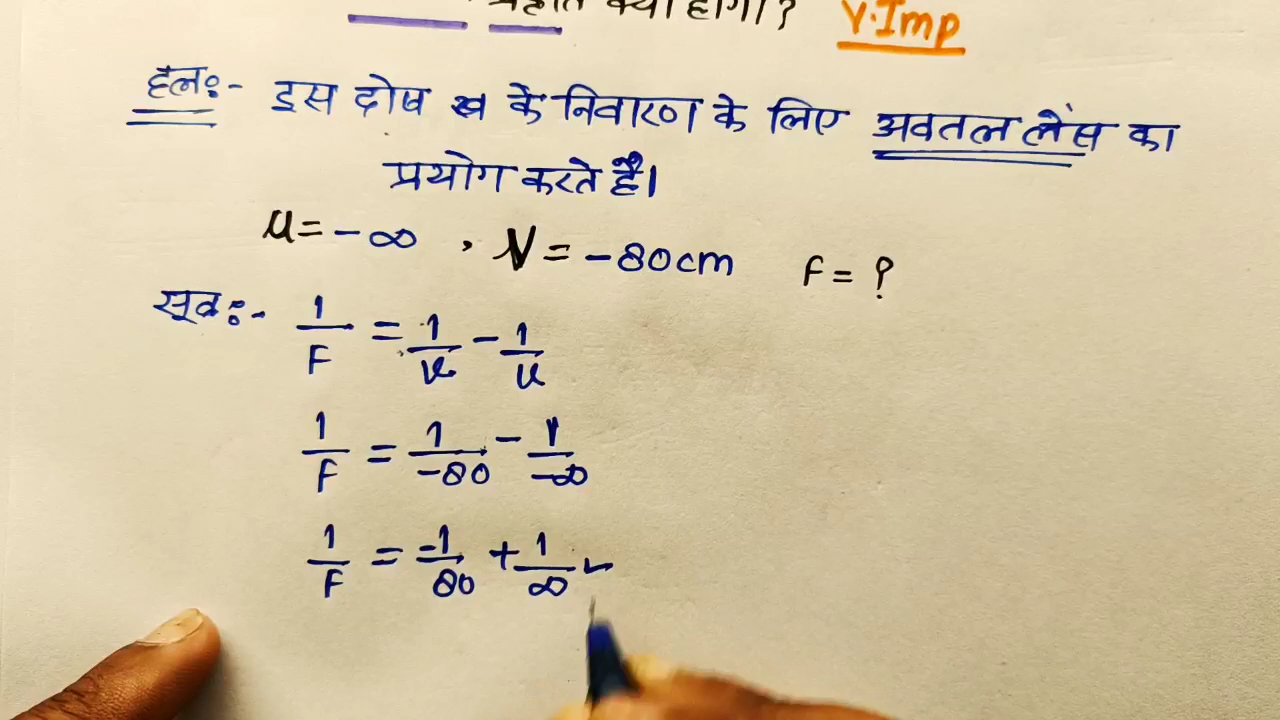 प्रकृति क्या होगी? V.Imp
हल:- इस दोष के निवारण के लिए अवतल लेंस का
प्रयोग करते है।
u = -∞ , V = -80cm F = ?
सूत्र:- 1/F = 1/v - 1/u
1/F = 1/-80 - 1/-∞
1/F = -1/80 + 1/∞